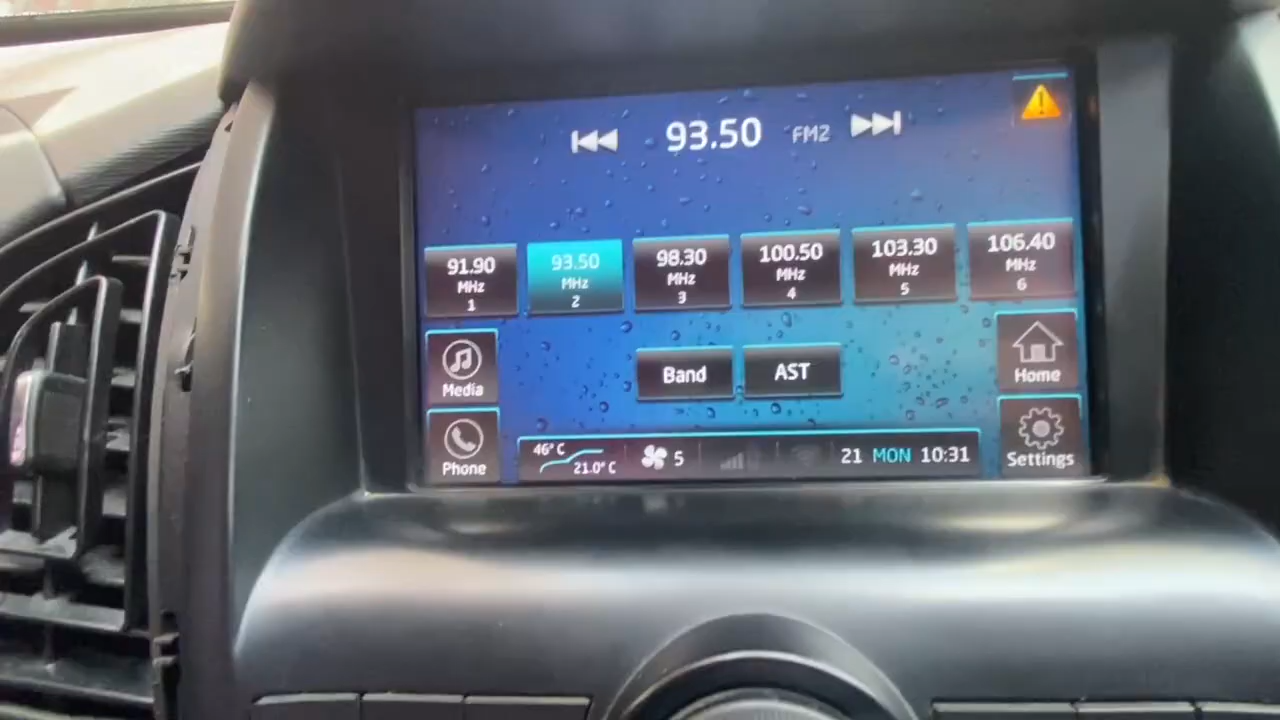 93.50 FM2
91.90 MHz 1
93.50 MHz 2
98.30 MHz 3
100.50 MHz 4
103.30 MHz 5
106.40 MHz 6
Media
Band
AST
Home
Phone
46°C
21.0°C
5
21 MON 10:31
Settings